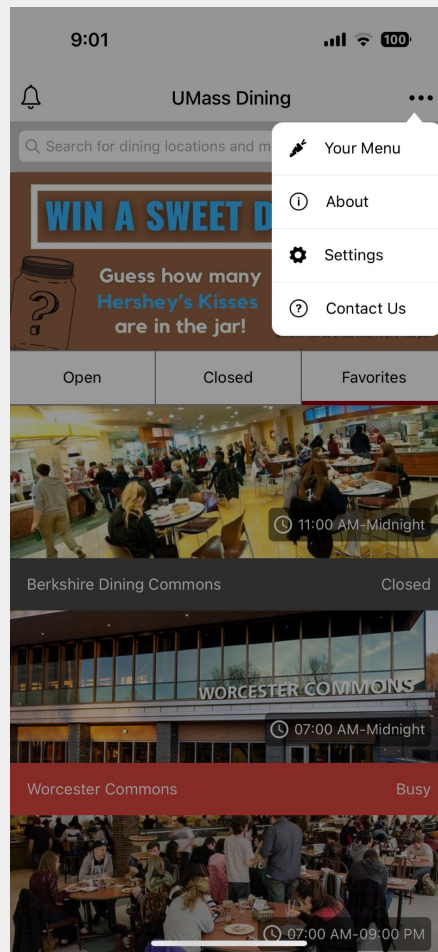 9:01
100
UMass Dining
Search for dining locations and m
Your Menu
About
Settings
Contact Us
WIN A SWEET D
Guess how many
Hershey's Kisses
are in the jar!
?
Open
Closed
Favorites
11:00 AM-Midnight
Berkshire Dining Commons
Closed
WORCESTER COMMONS
07:00 AM-Midnight
Worcester Commons
Busy
07:00 AM-09:00 PM